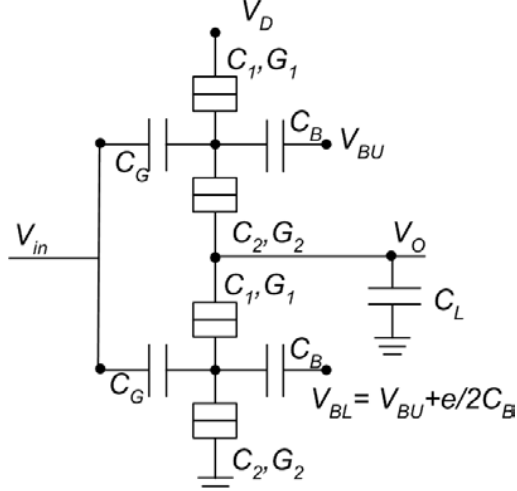 V_D
C_1, G_1
C_B
V_BU
C_G
V_in
C_2, G_2
V_O
C_1, G_1
C_L
C_B
C_G
V_BL = V_BU+e/2C_B
C_2, G_2